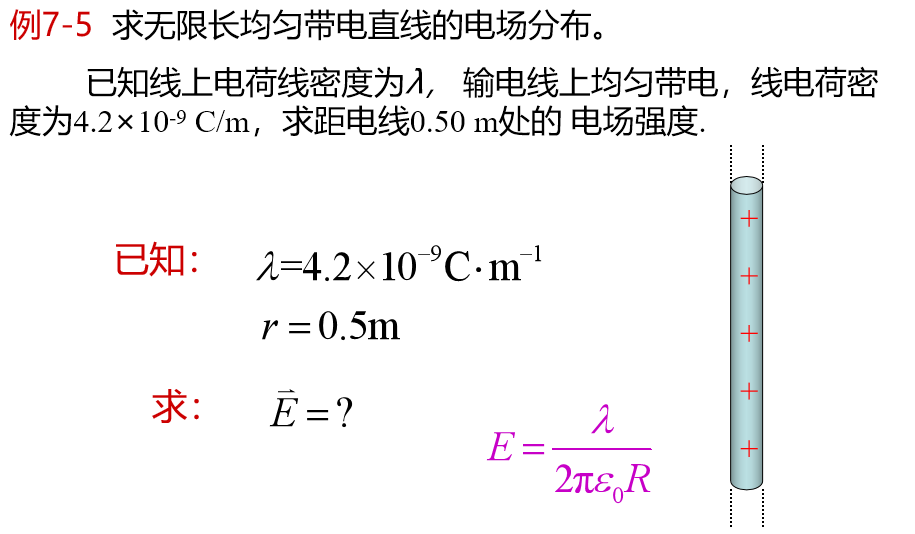 例7-5 求无限长均匀带电直线的电场分布。
已知线上电荷线密度为λ, 输电线上均匀带电，线电荷密
度为4.2×10⁻⁹ C/m，求距电线0.50 m处的 电场强度.
已知： λ=4.2×10⁻⁹C·m⁻¹
r = 0.5m
求： E⃗ = ?
E = λ / 2πε₀R
+
+
+
+
+